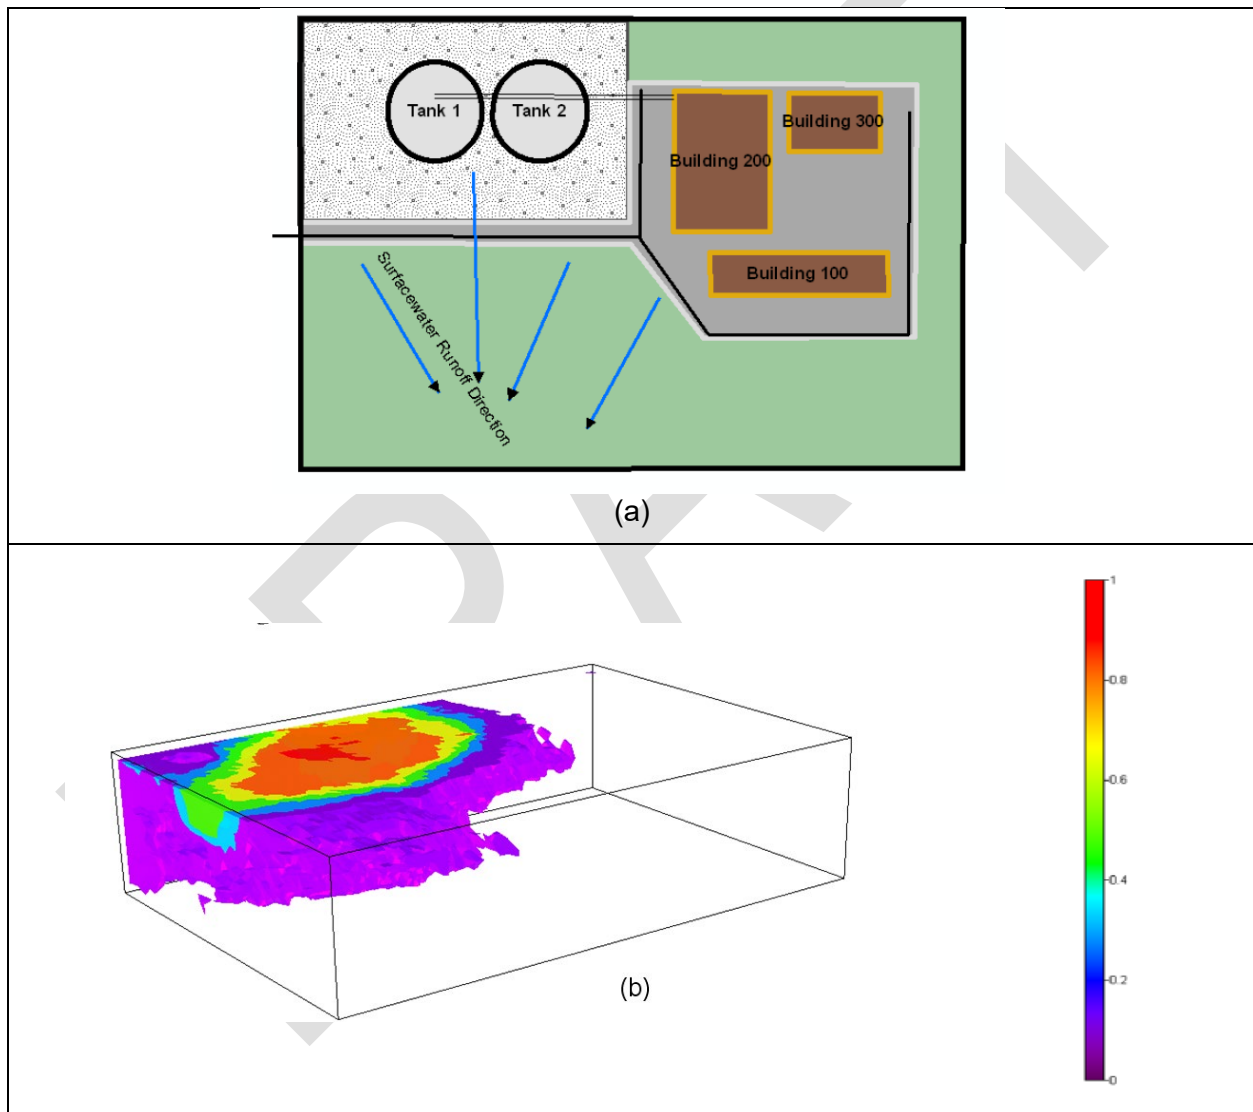 Tank 1
Tank 2
Building 200
Building 300
Building 100
Surfacewater Runoff Direction
(a)
1
0.8
0.6
0.4
0.2
0
(b)